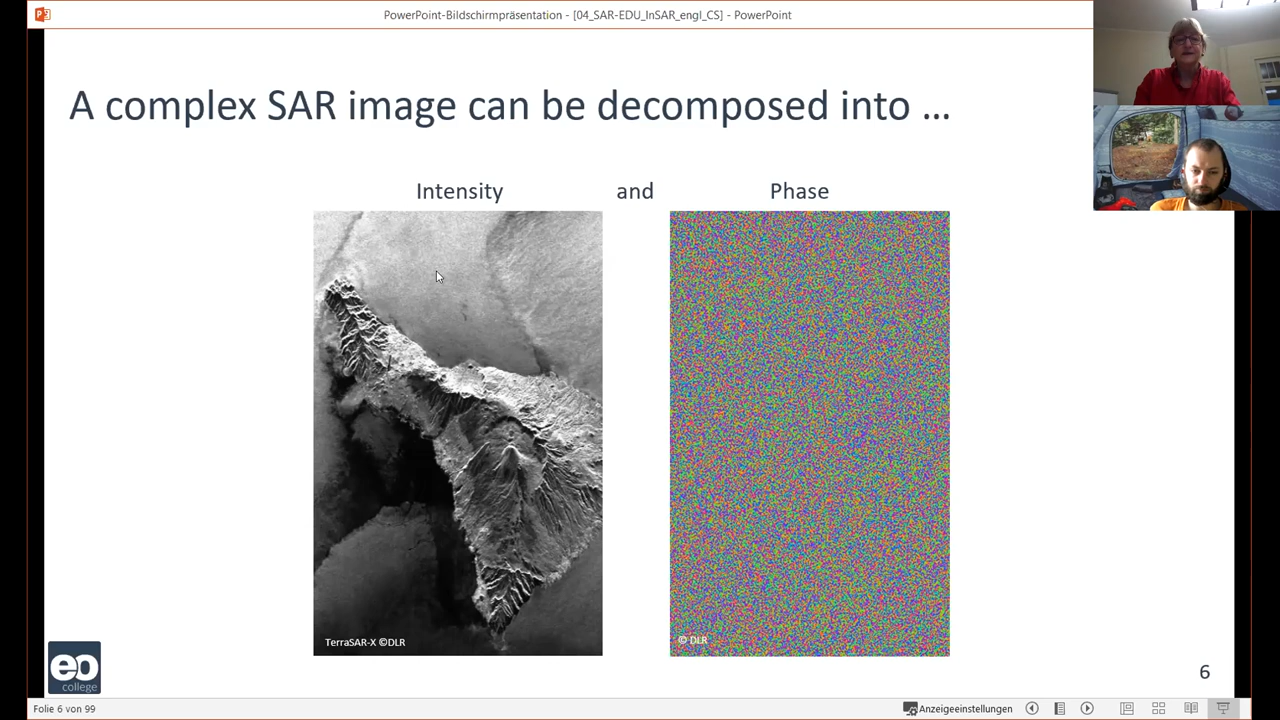 PowerPoint-Bildschirmpräsentation - [04_SAR-EDU_InSAR_engl_CS] - PowerPoint
A complex SAR image can be decomposed into ...
Intensity and Phase
TerraSAR-X ©DLR
© DLR
eo
college
6
Folie 6 von 99
Anzeigeeinstellungen